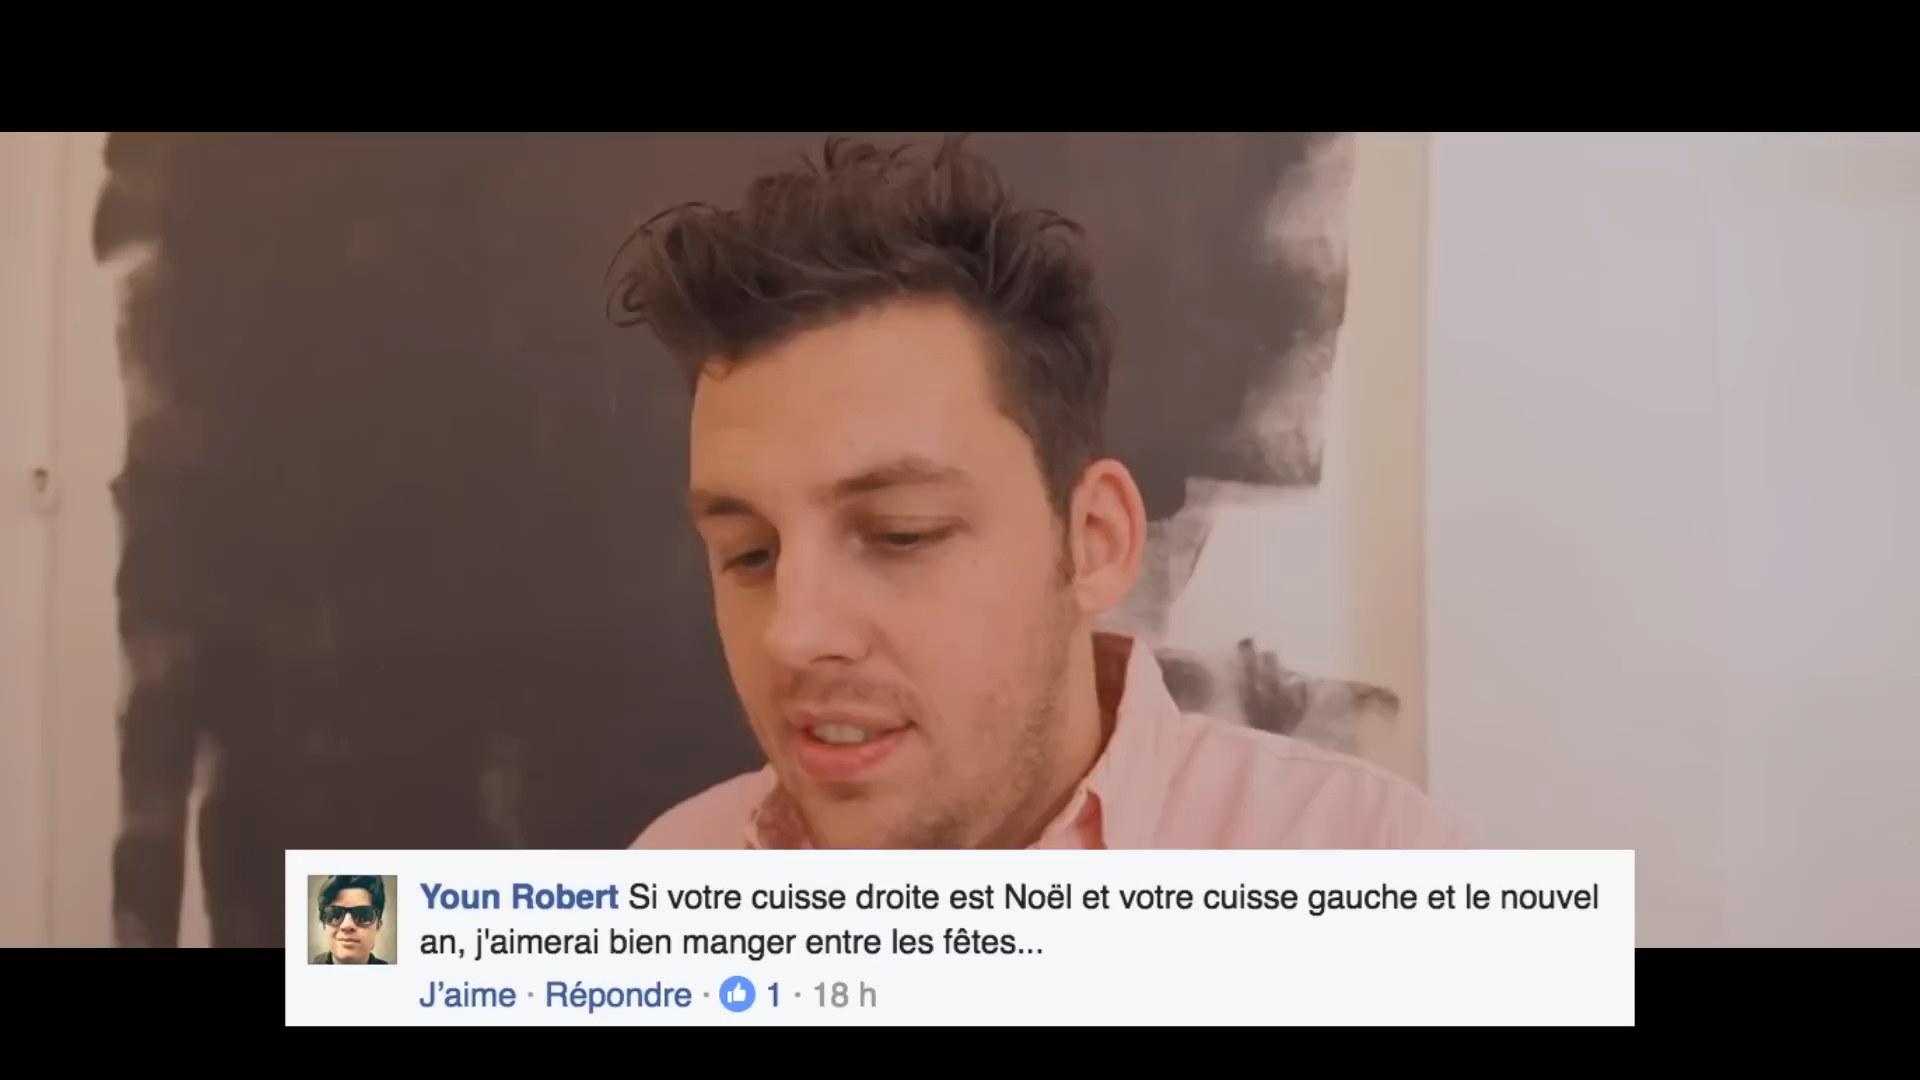 Youn Robert Si votre cuisse droite est Noël et votre cuisse gauche et le nouvel
an, j'aimerai bien manger entre les fêtes...
J’aime · Répondre · 1 · 18 h